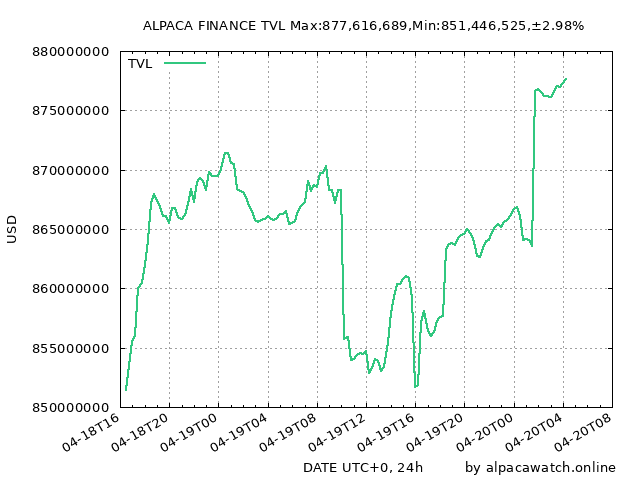 ALPACA FINANCE TVL Max:877,616,689,Min:851,446,525,±2.98%
880000000
875000000
870000000
865000000
860000000
855000000
850000000
USD
TVL
04-18T16
04-18T20
04-19T00
04-19T04
04-19T08
04-19T12
04-19T16
04-19T20
04-20T00
04-20T04
04-20T08
DATE UTC+0, 24h
by alpacawatch.online